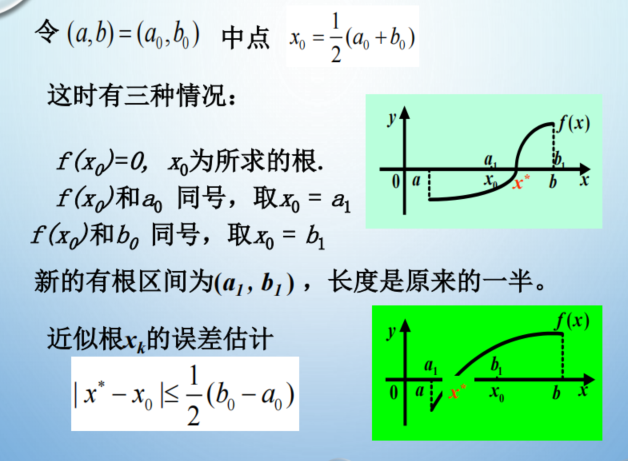 令 (a,b)=(a₀,b₀) 中点 x₀ = 1/2 (a₀+b₀)
这时有三种情况：
f(x₀)=0, x₀为所求的根.
f(x₀)和a₀ 同号，取x₀ = a₁
f(x₀)和b₀ 同号，取x₀ = b₁
新的有根区间为(a₁, b₁)，长度是原来的一半。
近似根xₖ的误差估计
|x* − x₀| ≤ 1/2 (b₀ − a₀)
y f(x)
a₁ b₁
0 a x₀ x* b x
y f(x)
a₁ b₁
0 a x* x₀ b x